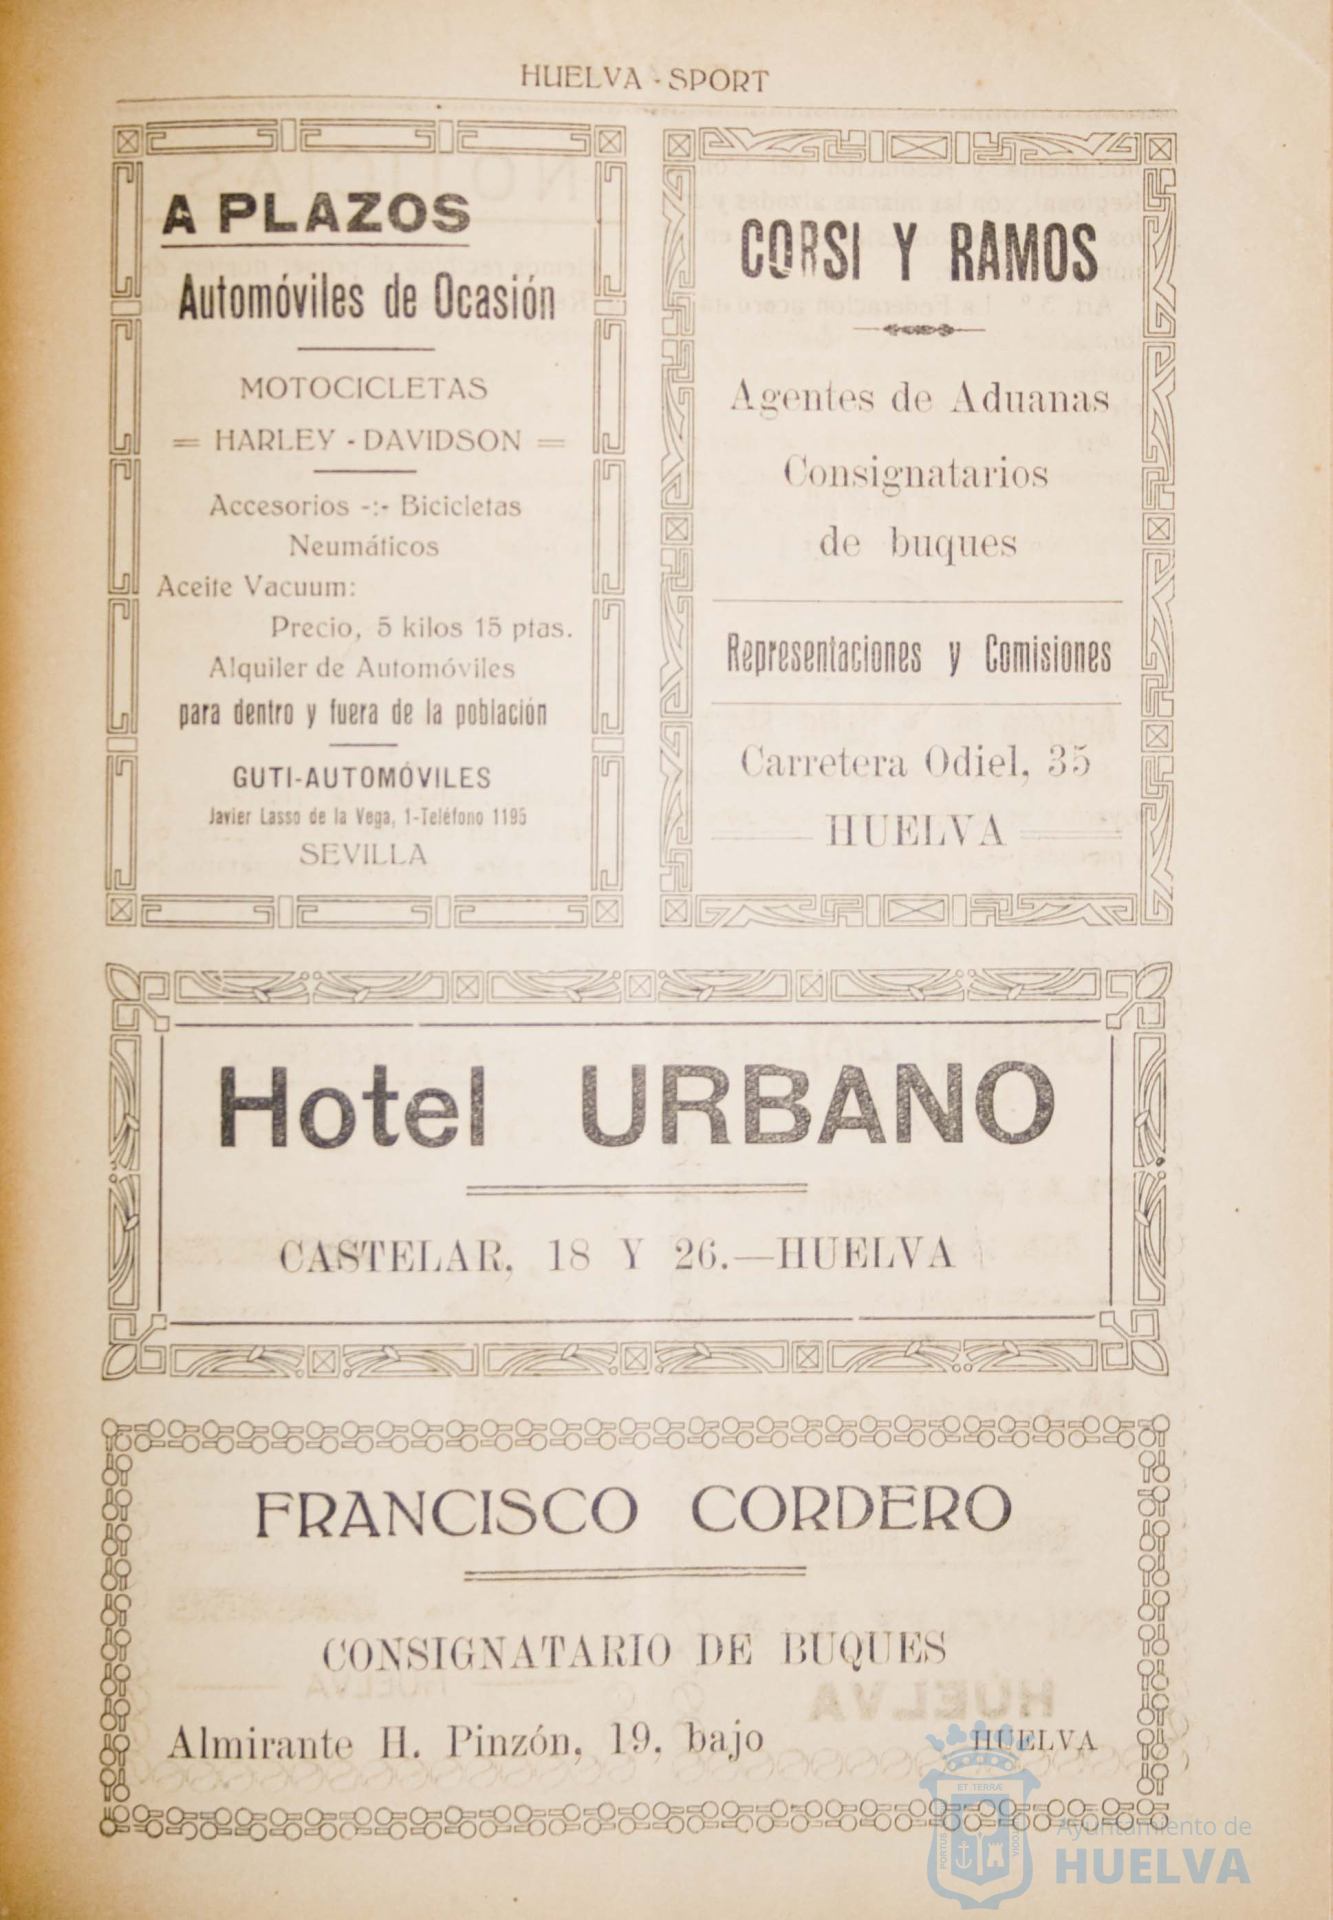 HUELVA - SPORT
A PLAZOS
Automóviles de Ocasión
MOTOCICLETAS
= HARLEY - DAVIDSON =
Accesorios -:- Bicicletas
Neumáticos
Aceite Vacuum:
Precio, 5 kilos 15 ptas.
Alquiler de Automóviles
para dentro y fuera de la población
GUTI-AUTOMÓVILES
Javier Lasso de la Vega, 1-Teléfono 1195
SEVILLA
CORSI Y RAMOS
Agentes de Aduanas
Consignatarios
de buques
Representaciones y Comisiones
Carretera Odiel, 35
HUELVA
Hotel URBANO
CASTELAR, 18 Y 26.—HUELVA
FRANCISCO CORDERO
CONSIGNATARIO DE BUQUES
Almirante H. Pinzón, 19, bajo HUELVA
ET TERRÆ
PORTUS
Ayuntamiento de
HUELVA